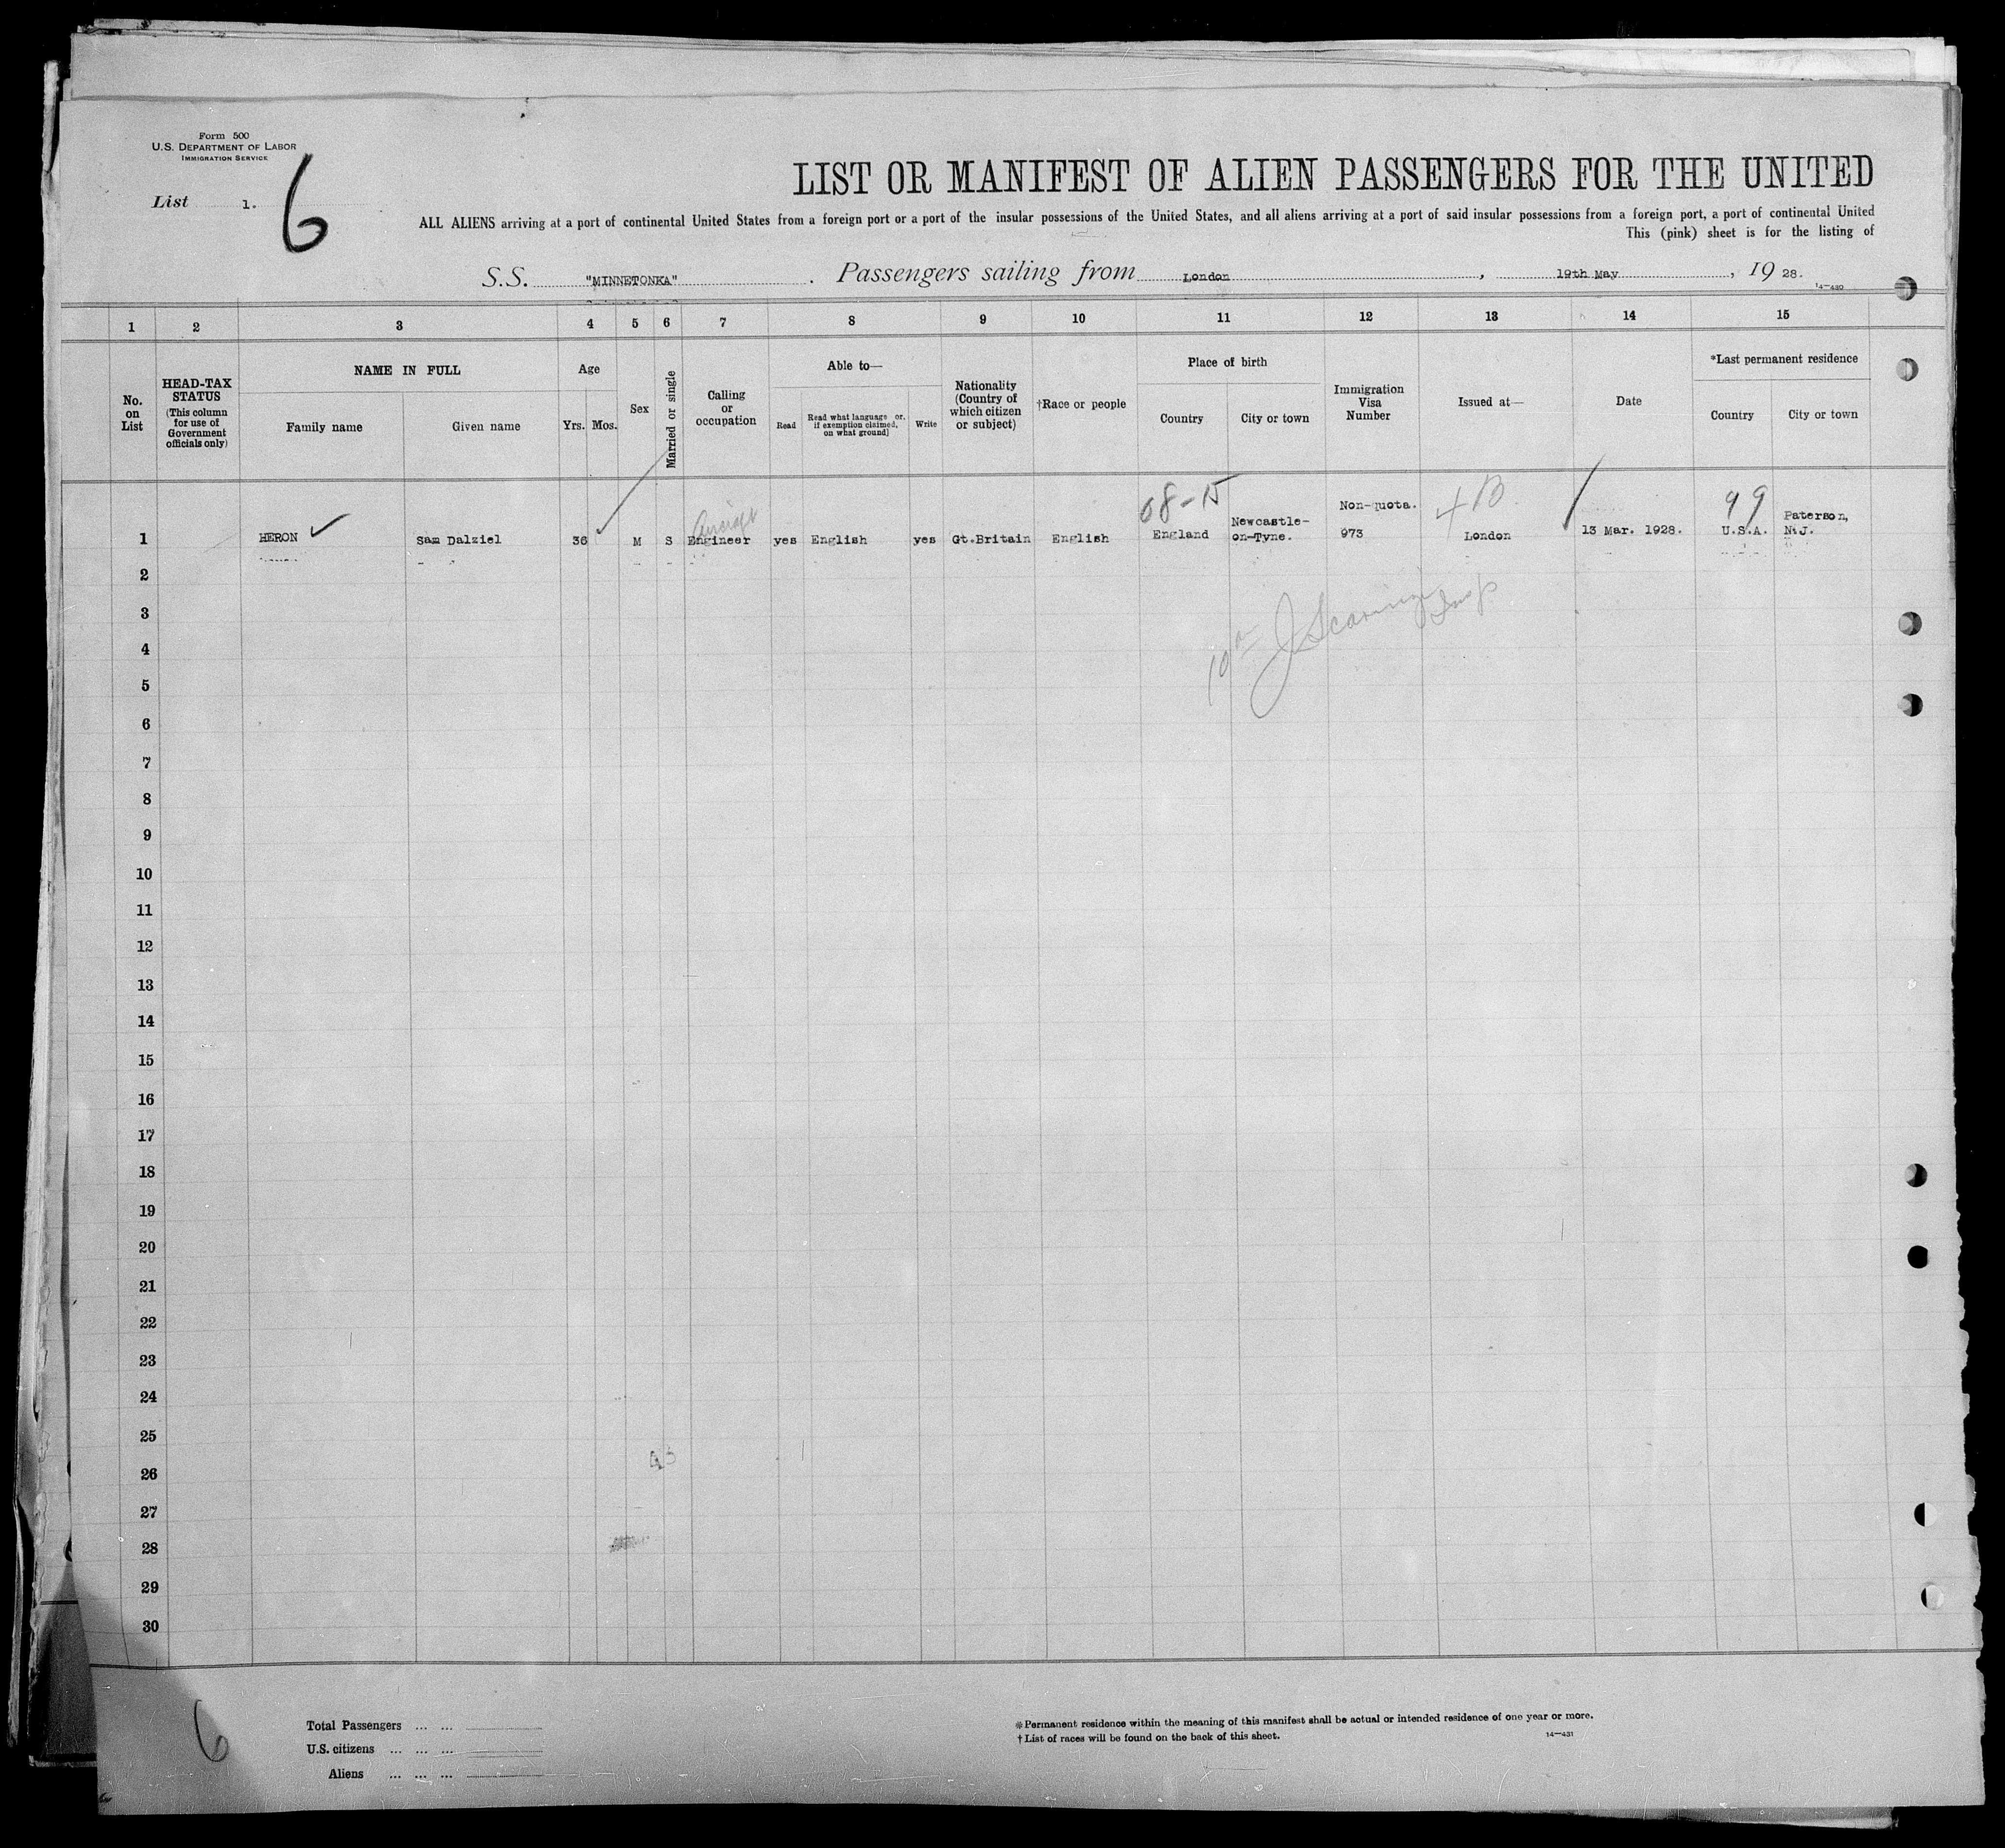 Form 500
U.S. DEPARTMENT OF LABOR
IMMIGRATION SERVICE
List 1.
6
LIST OR MANIFEST OF ALIEN PASSENGERS FOR THE UNITED
ALL ALIENS arriving at a port of continental United States from a foreign port or a port of the insular possessions of the United States, and all aliens arriving at a port of said insular possessions from a foreign port, a port of continental United
This (pink) sheet is for the listing of
S.S. "MINNETONKA" . Passengers sailing from London , 19th May , 19 28.
14—430
1 2 3 4 5 6 7 8 9 10 11 12 13 14 15
No. on List
HEAD-TAX STATUS (This column for use of Government officials only)
NAME IN FULL
Family name Given name
Age
Yrs. Mos.
Sex
Married or single
Calling or occupation
Able to—
Read Read what language or, if exemption claimed, on what ground) Write
Nationality (Country of which citizen or subject)
†Race or people
Place of birth
Country City or town
Immigration Visa Number
Issued at—
Date
*Last permanent residence
Country City or town
68-15 Non-quota. 4B 99
Aircraft Newcastle- Paterson,
1 HERON ✓ Sam Dalziel 36 M S Engineer yes English yes Gt.Britain English England on-Tyne. 973 London 13 Mar. 1928. U.S.A. N.J.
2
3
4
5
6
7
8
9
10
11
12
13
14
15
16
17
18
19
20
21
22
23
24
25
26
27
28
29
30
6
Total Passengers ... ...
U.S. citizens ... ... ...
Aliens ... ... ...
*Permanent residence within the meaning of this manifest shall be actual or intended residence of one year or more.
†List of races will be found on the back of this sheet.
14—431